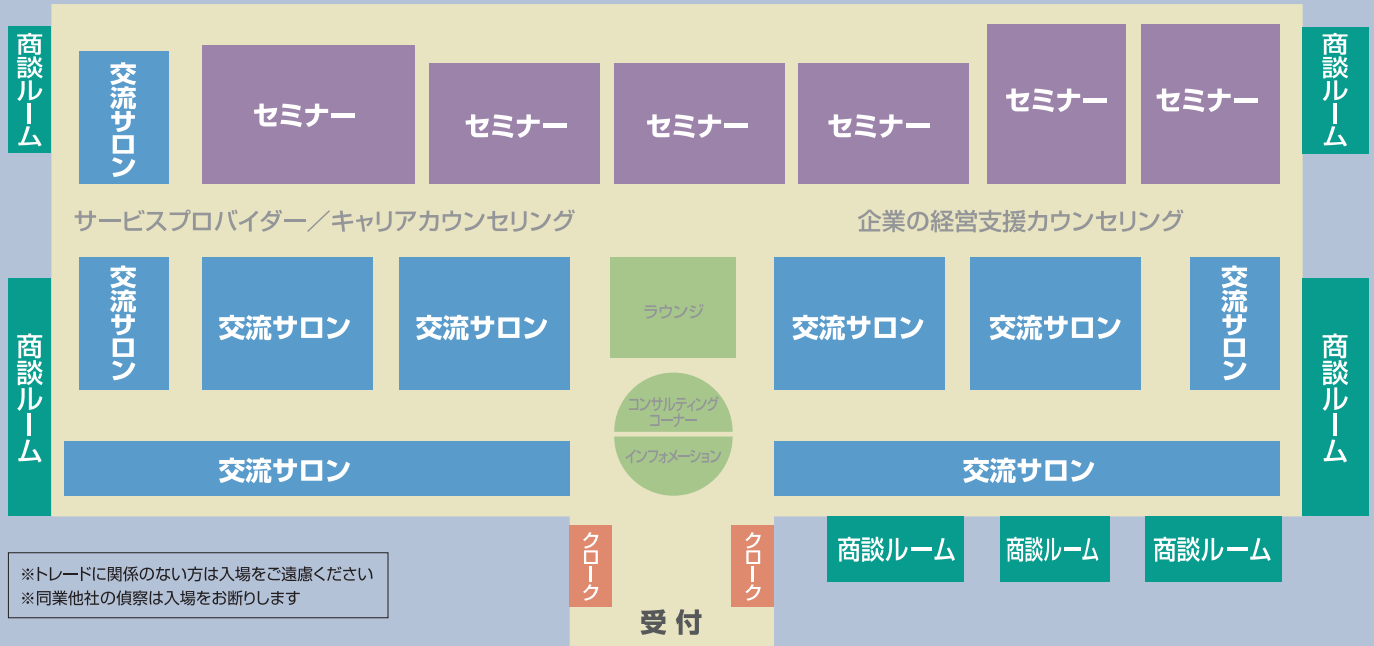 商談ルーム
交流サロン
セミナー
セミナー
セミナー
セミナー
セミナー
セミナー
商談ルーム
サービスプロバイダー／キャリアカウンセリング
企業の経営支援カウンセリング
商談ルーム
交流サロン
交流サロン
交流サロン
ラウンジ
交流サロン
交流サロン
交流サロン
商談ルーム
コンサルティング
コーナー
インフォメーション
交流サロン
交流サロン
クローク
クローク
商談ルーム
商談ルーム
商談ルーム
※トレードに関係のない方は入場をご遠慮ください
※同業他社の偵察は入場をお断りします
受付